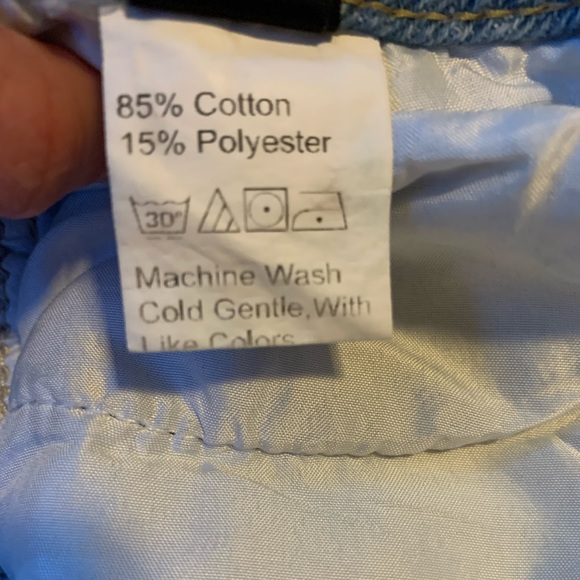 85% Cotton
15% Polyester
30°
Machine Wash
Cold Gentle,With
Like Colors